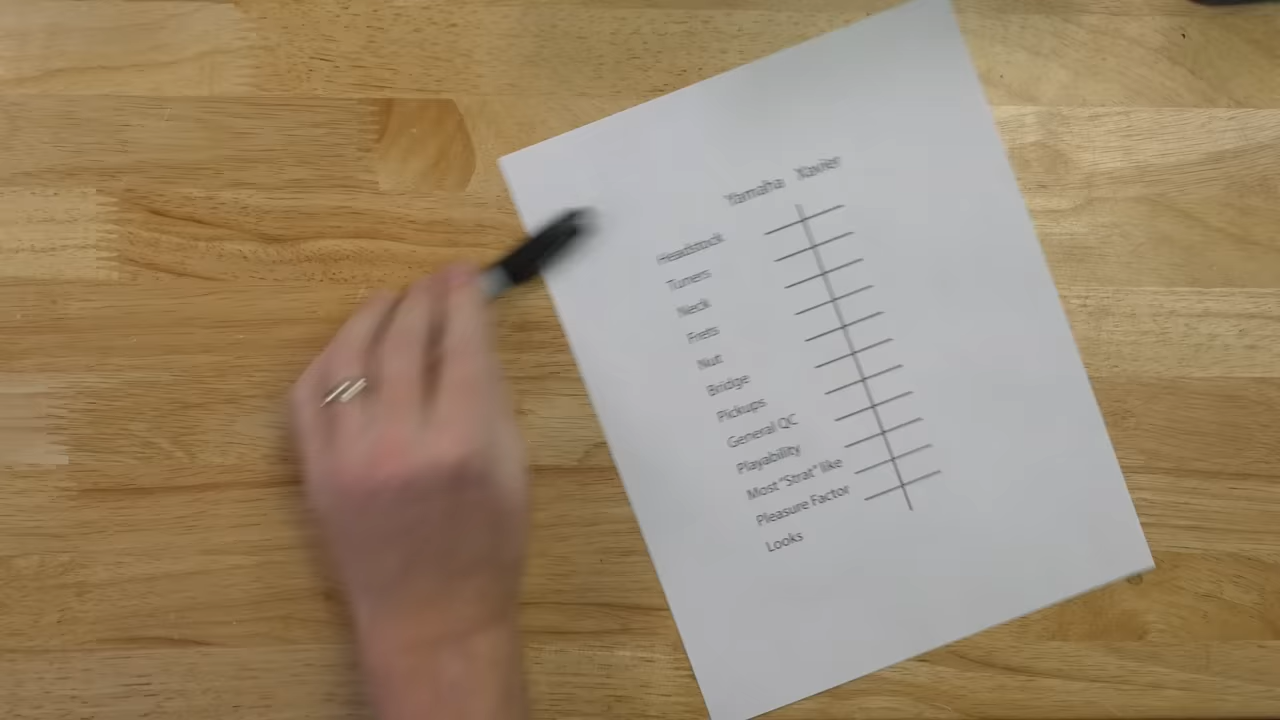 Yamaha Xavier
Headstock
Tuners
Neck
Frets
Nut
Bridge
Pickups
General QC
Playability
Most "Strat" like
Pleasure Factor
Looks